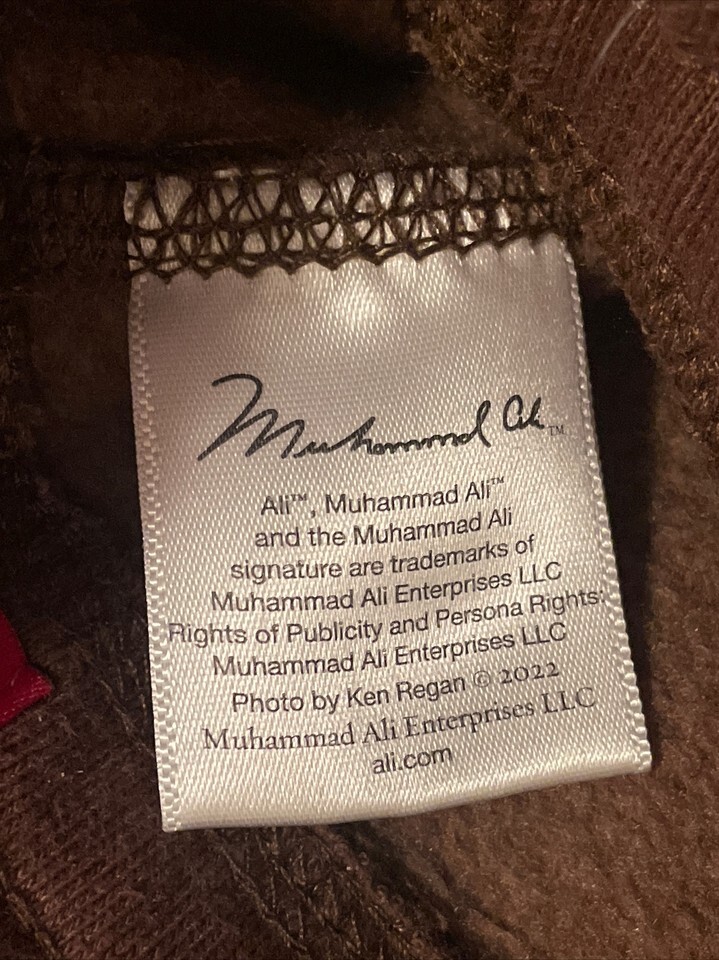 Muhammad Ali™
Ali™, Muhammad Ali™
and the Muhammad Ali
signature are trademarks of
Muhammad Ali Enterprises LLC
Rights of Publicity and Persona Rights:
Muhammad Ali Enterprises LLC
Photo by Ken Regan © 2022
Muhammad Ali Enterprises LLC
ali.com